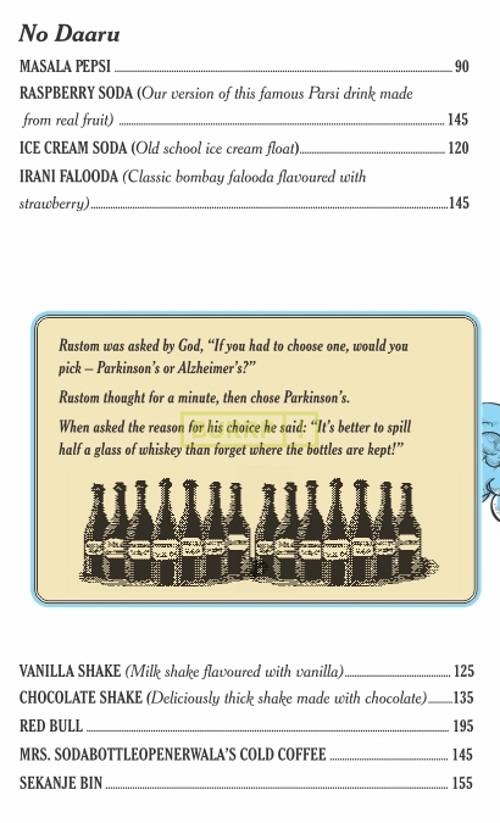 No Daaru
MASALA PEPSI 90
RASPBERRY SODA (Our version of this famous Parsi drink made
from real fruit) 145
ICE CREAM SODA (Old school ice cream float) 120
IRANI FALOODA (Classic bombay falooda flavoured with
strawberry) 145
Rustom was asked by God, “If you had to choose one, would you
pick – Parkinson’s or Alzheimer’s?”
Rustom thought for a minute, then chose Parkinson’s.
When asked the reason for his choice he said: “It’s better to spill
half a glass of whiskey than forget where the bottles are kept!”
VANILLA SHAKE (Milk shake flavoured with vanilla) 125
CHOCOLATE SHAKE (Deliciously thick shake made with chocolate) 135
RED BULL 195
MRS. SODABOTTLEOPENERWALA’S COLD COFFEE 145
SEKANJE BIN 155